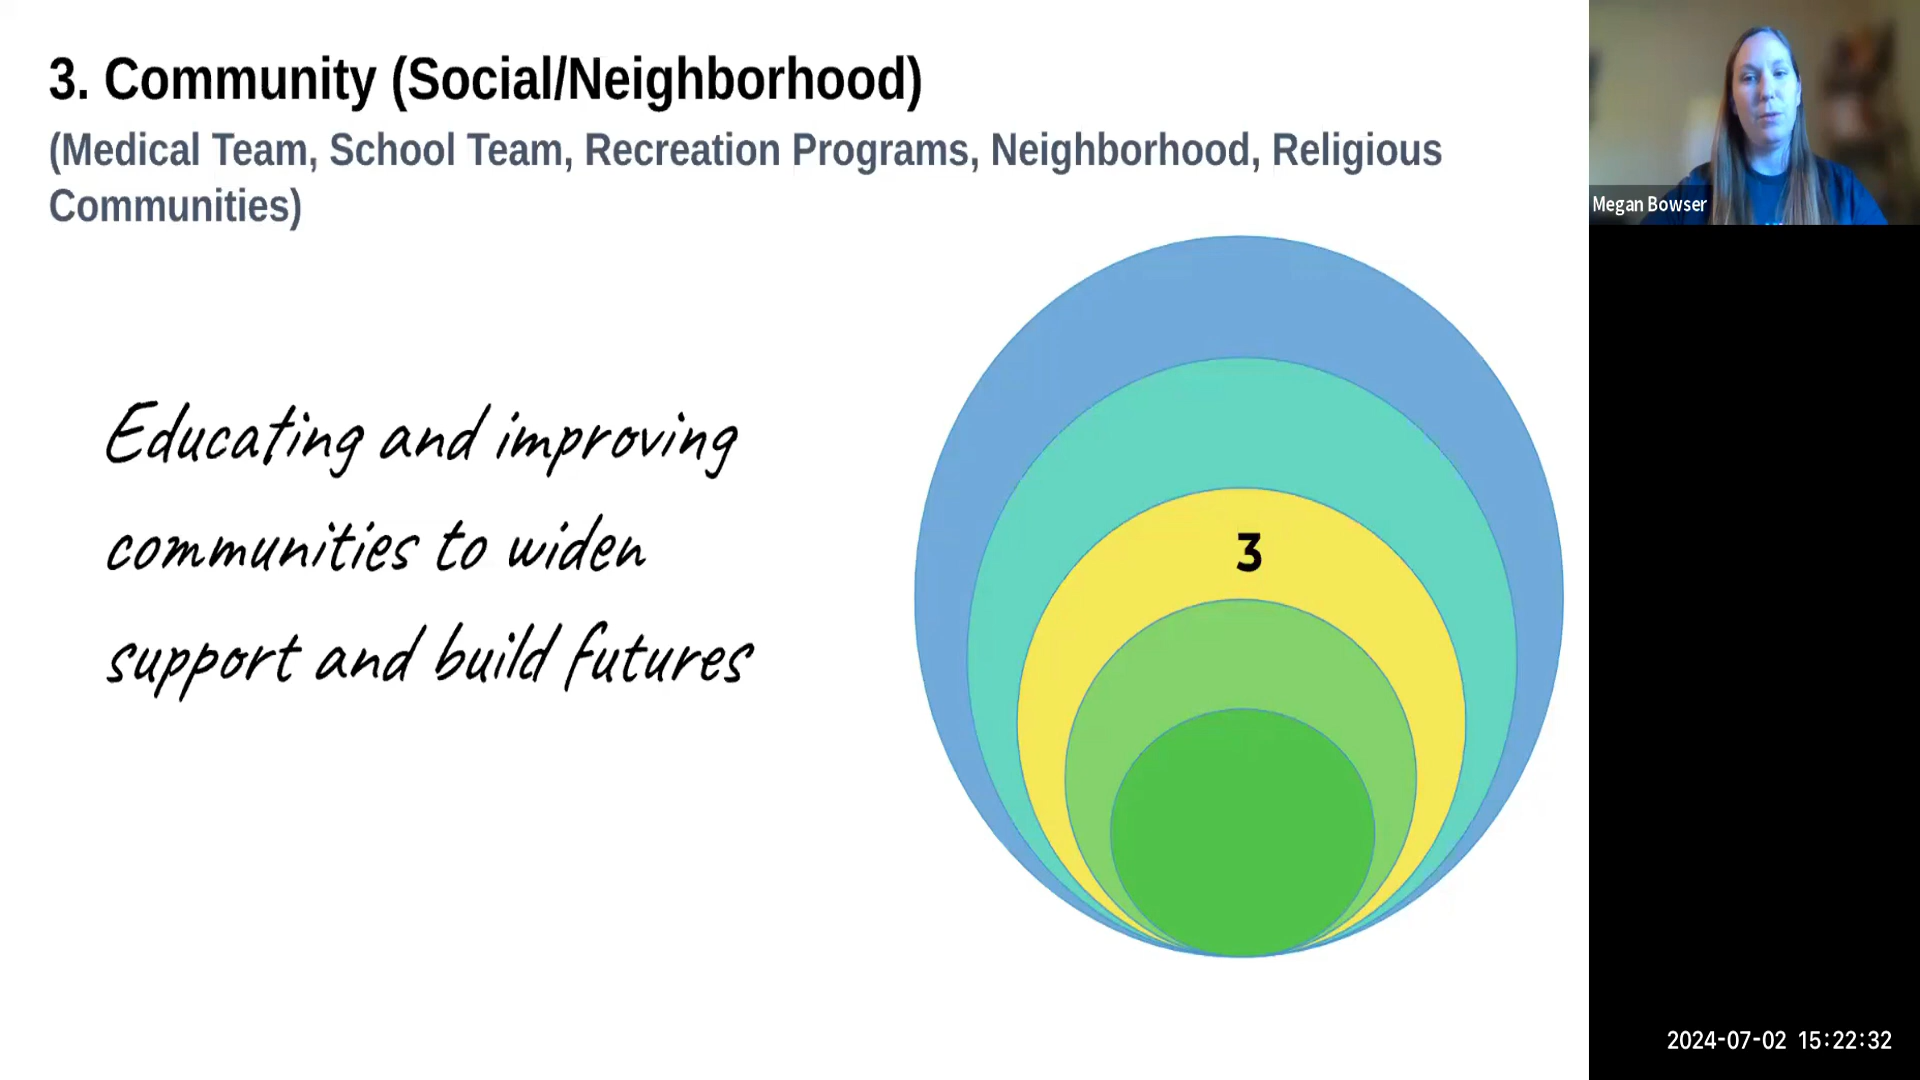 3. Community (Social/Neighborhood)
(Medical Team, School Team, Recreation Programs, Neighborhood, Religious
Communities)
Educating and improving
communities to widen
support and build futures
3
Megan Bowser
2024-07-02 15:22:32